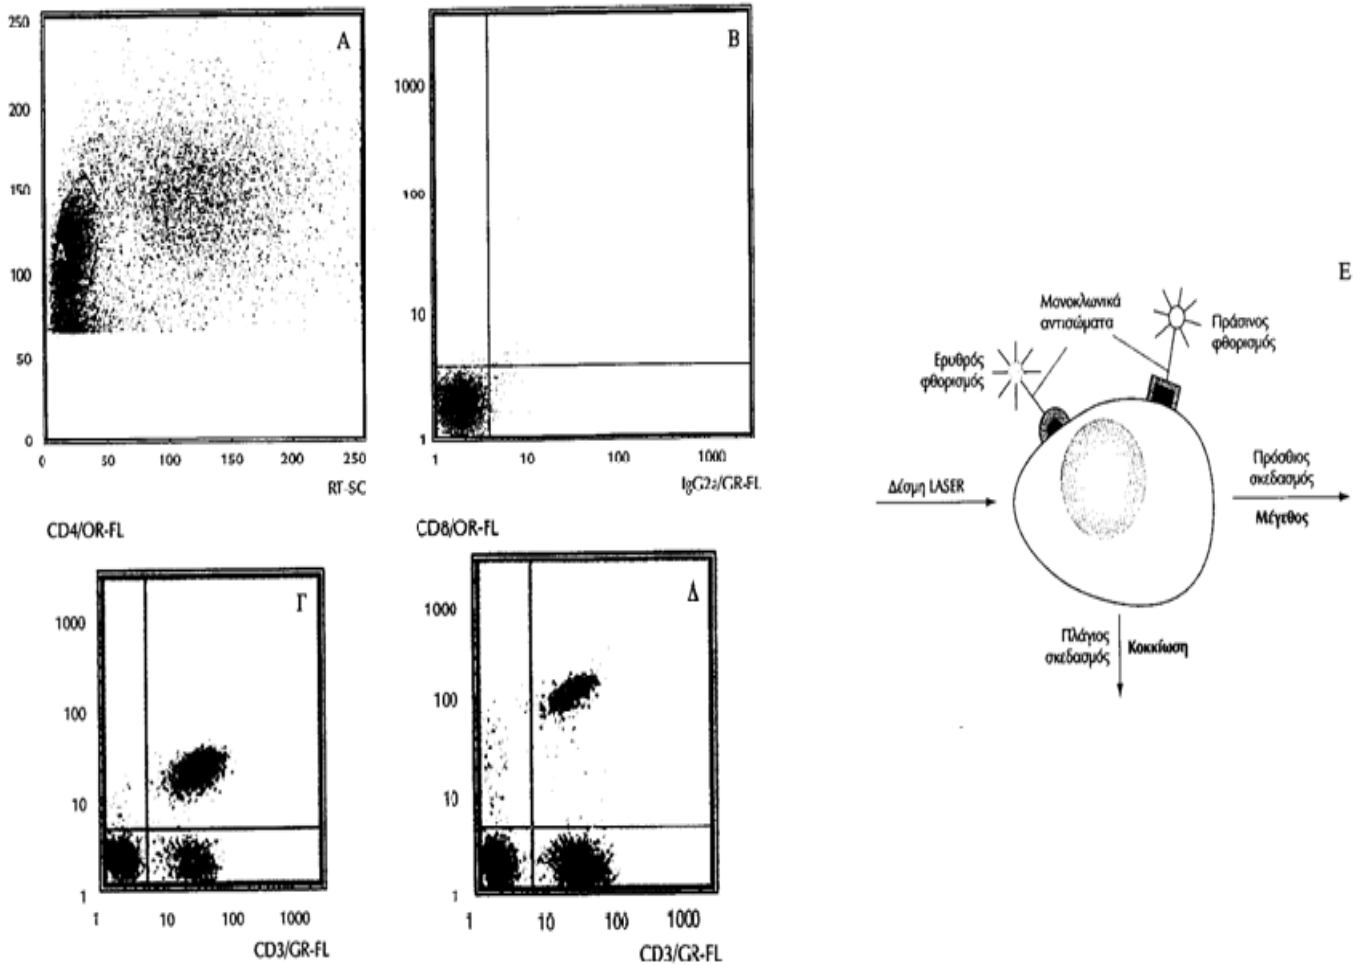 250
200
150
100
50
0
0 50 100 150 200 250
RT-SC
A
A
1000
100
10
1
1 10 100 1000
IgG2a/GR-FL
B
CD4/OR-FL
1000
100
10
1
1 10 100 1000
CD3/GR-FL
Γ
CD8/OR-FL
1000
100
10
1
1 10 100 1000
CD3/GR-FL
Δ
E
Μονοκλωνικά
αντισώματα
Πράσινος
φθορισμός
Ερυθρός
φθορισμός
Δέσμη LASER
Πρόσθιος
σκεδασμός
Μέγεθος
Πλάγιος
σκεδασμός
Κοκκίωση